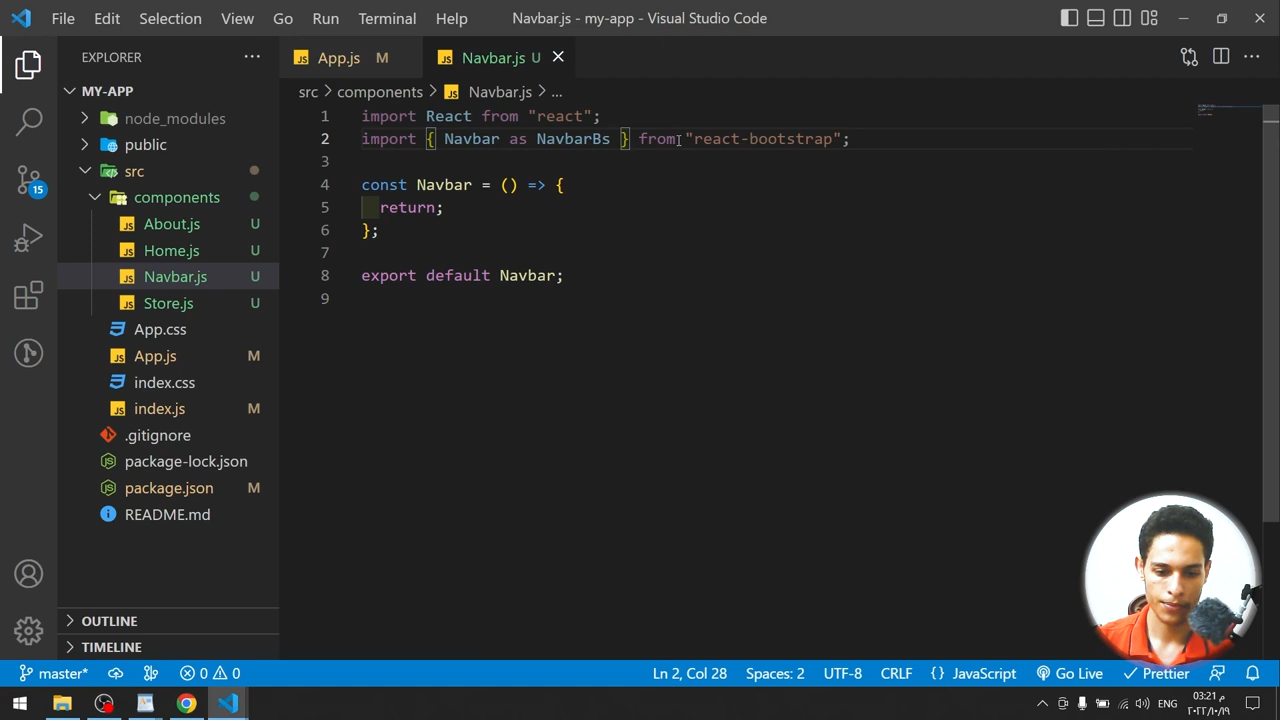 File Edit Selection View Go Run Terminal Help Navbar.js - my-app - Visual Studio Code
EXPLORER
MY-APP
node_modules
public
src
components
About.js U
Home.js U
Navbar.js U
Store.js U
App.css
App.js M
index.css
index.js M
.gitignore
package-lock.json
package.json M
README.md
OUTLINE
TIMELINE
15
App.js M Navbar.js U
src > components > Navbar.js > ...
1 import React from "react";
2 import { Navbar as NavbarBs } from "react-bootstrap";
3
4 const Navbar = () => {
5 return;
6 };
7
8 export default Navbar;
9
master* 0 0 Ln 2, Col 28 Spaces: 2 UTF-8 CRLF {} JavaScript Go Live Prettier
ENG 03:21 م
٢٠٢٢/١٠/١٩